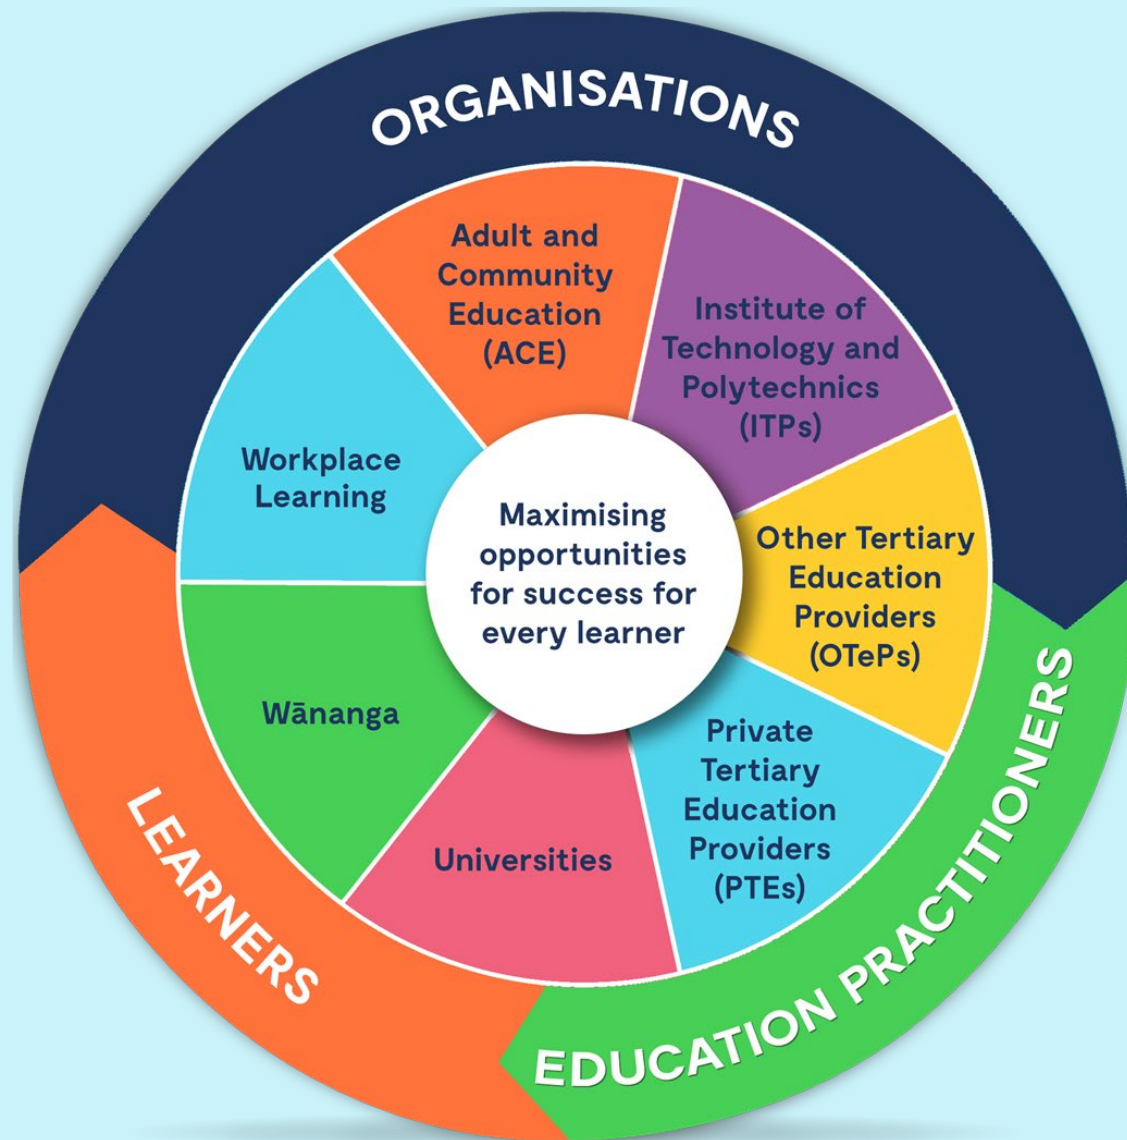 ORGANISATIONS
Adult and
Community
Education
(ACE)
Institute of
Technology and
Polytechnics
(ITPs)
Workplace
Learning
Maximising
opportunities
for success for
every learner
Other Tertiary
Education
Providers
(OTePs)
Wānanga
Universities
Private
Tertiary
Education
Providers
(PTEs)
LEARNERS
EDUCATION PRACTITIONERS